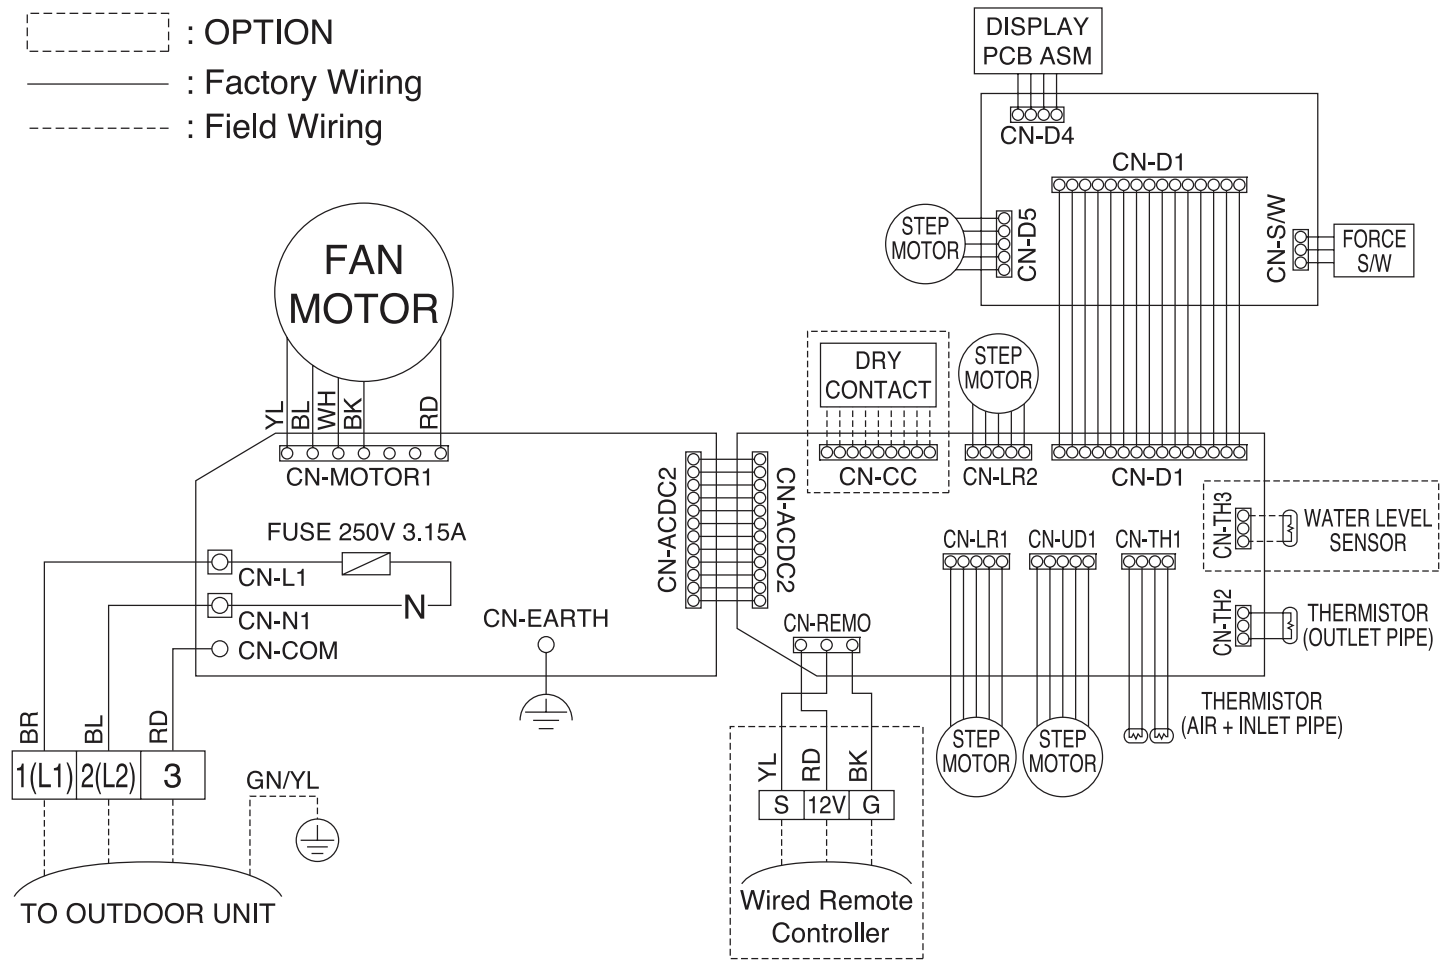 : OPTION
: Factory Wiring
: Field Wiring
DISPLAY
PCB ASM
CN-D4
CN-D1
STEP
MOTOR
CN-D5
CN-S/W
FORCE
S/W
FAN
MOTOR
YL
BL
WH
BK
RD
CN-MOTOR1
DRY
CONTACT
CN-CC
STEP
MOTOR
CN-LR2
CN-D1
FUSE 250V 3.15A
CN-L1
CN-N1
N
CN-COM
CN-EARTH
CN-ACDC2
CN-ACDC2
CN-REMO
CN-LR1
CN-UD1
CN-TH1
CN-TH3
WATER LEVEL
SENSOR
CN-TH2
THERMISTOR
(OUTLET PIPE)
THERMISTOR
(AIR + INLET PIPE)
STEP
MOTOR
STEP
MOTOR
BR
BL
RD
1(L1)
2(L2)
3
GN/YL
TO OUTDOOR UNIT
YL
RD
BK
S
12V
G
Wired Remote
Controller